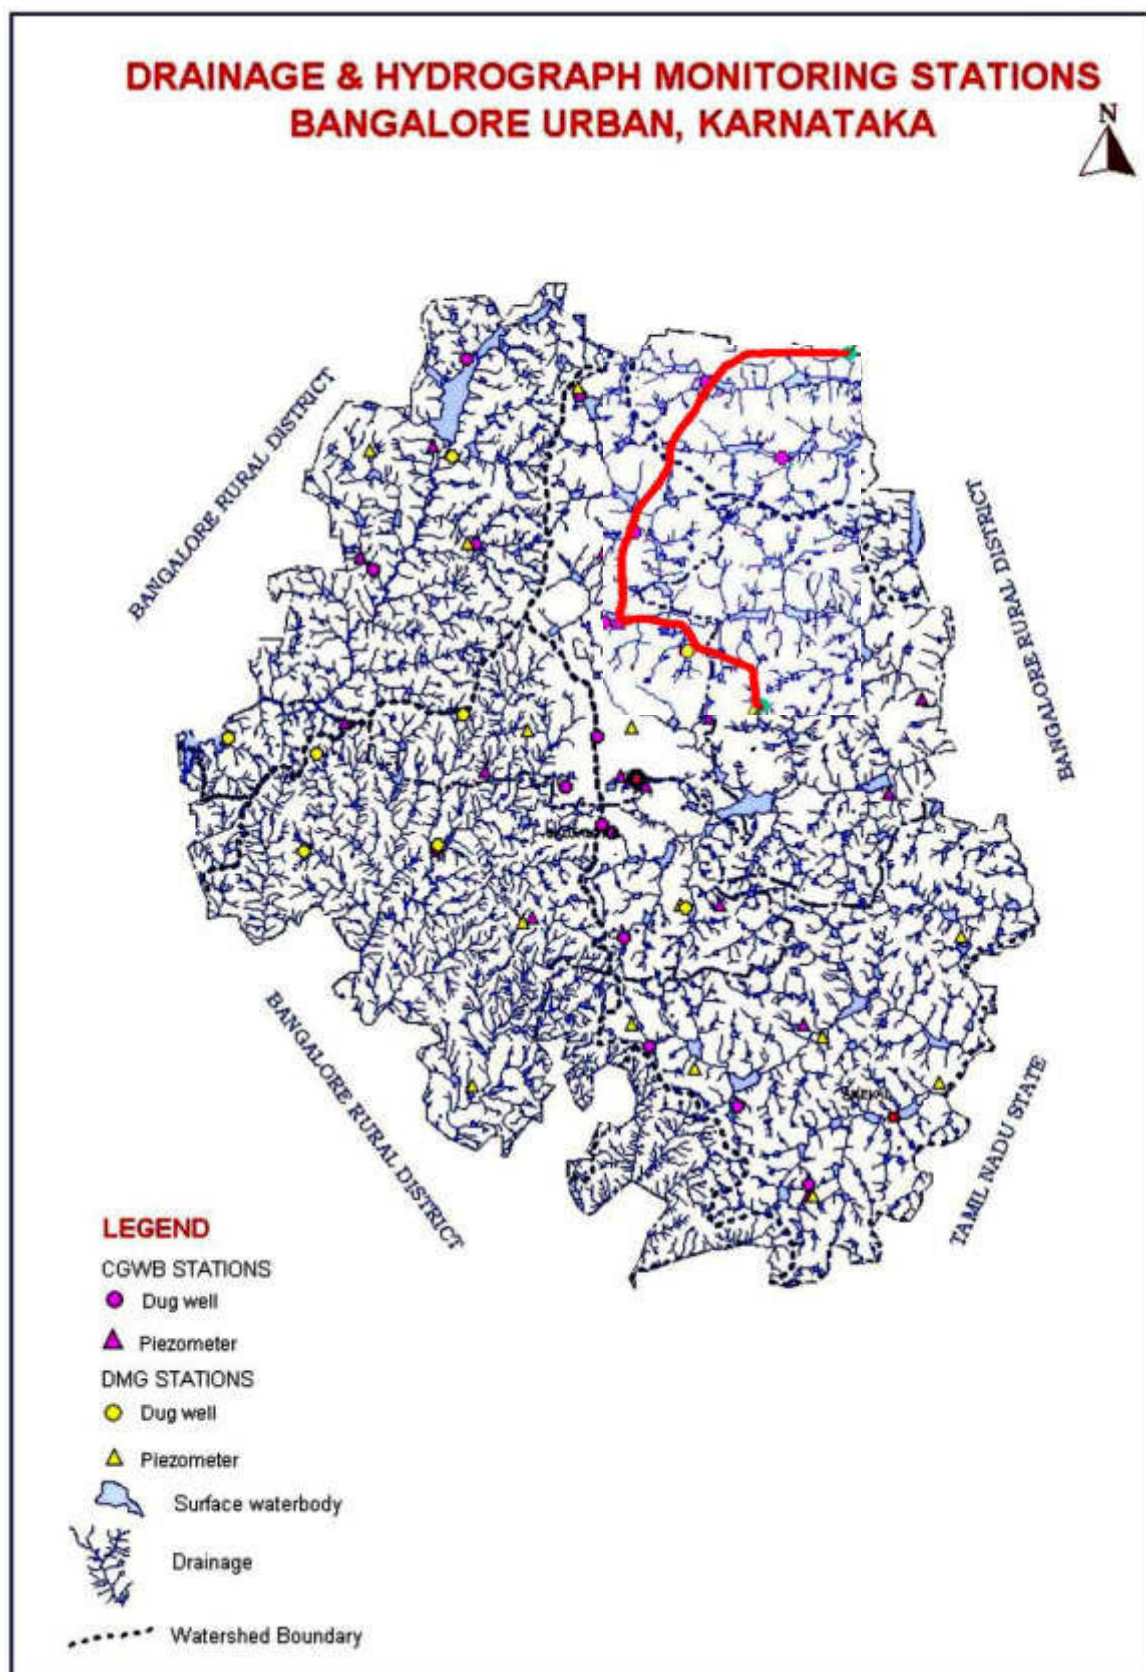 DRAINAGE & HYDROGRAPH MONITORING STATIONS
BANGALORE URBAN, KARNATAKA
N
BANGALORE RURAL DISTRICT
BANGALORE RURAL DISTRICT
BANGALORE RURAL DISTRICT
TAMIL NADU STATE
LEGEND
CGWB STATIONS
Dug well
Piezometer
DMG STATIONS
Dug well
Piezometer
Surface waterbody
Drainage
Watershed Boundary